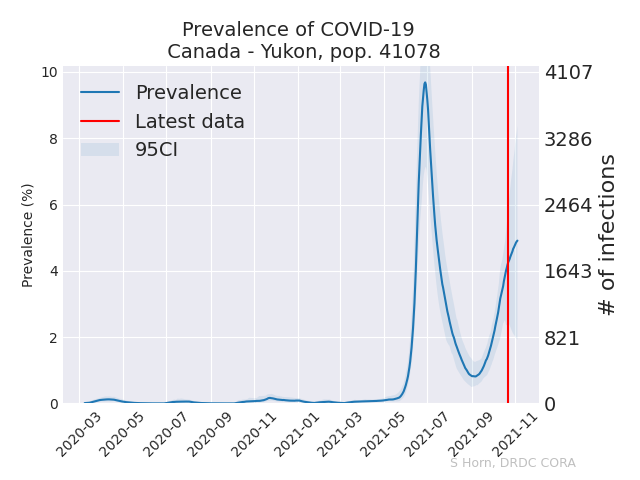 Prevalence of COVID-19
Canada - Yukon, pop. 41078
Prevalence
Latest data
95CI
Prevalence (%)
10
8
6
4
2
0
4107
3286
2464
1643
821
0
# of infections
2020-03
2020-05
2020-07
2020-09
2020-11
2021-01
2021-03
2021-05
2021-07
2021-09
2021-11
S Horn, DRDC CORA